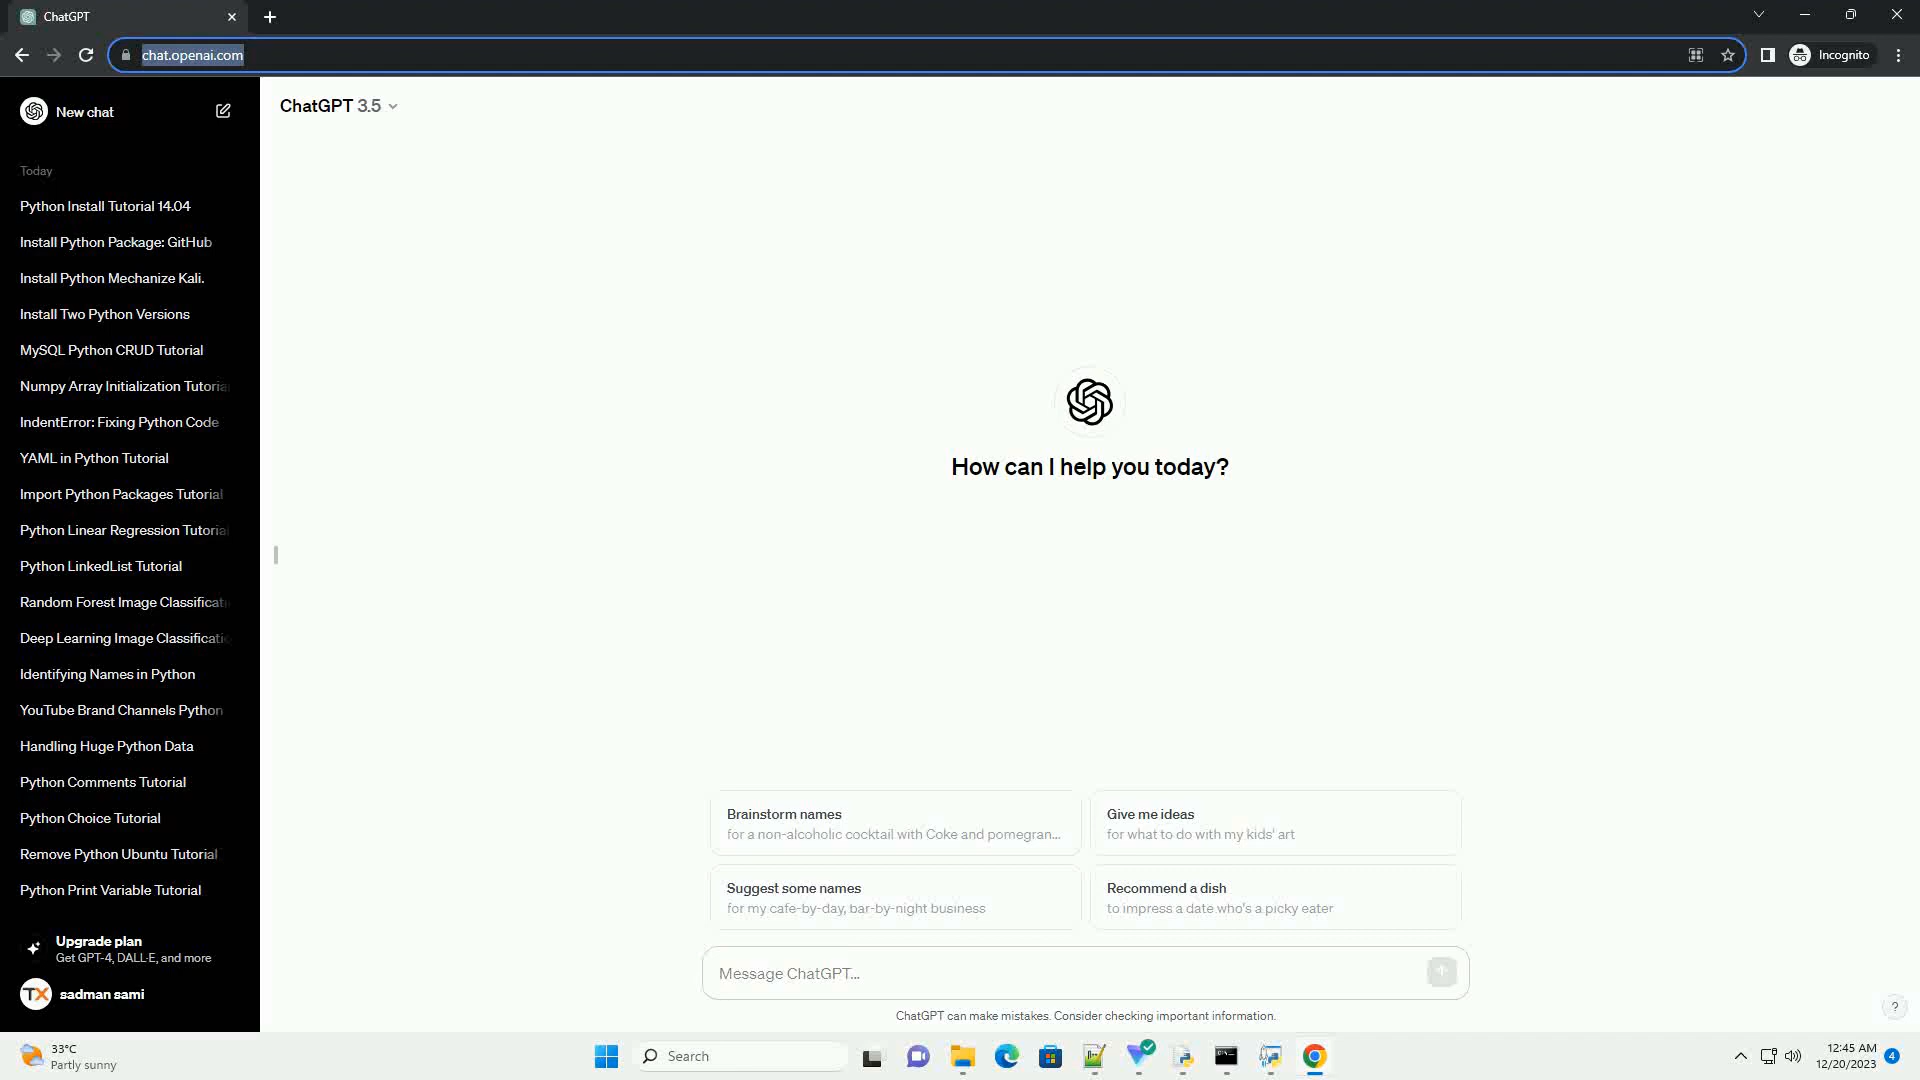 ChatGPT
chat.openai.com
Incognito
New chat
ChatGPT 3.5
Today
Python Install Tutorial 14.04
Install Python Package: GitHub
Install Python Mechanize Kali.
Install Two Python Versions
MySQL Python CRUD Tutorial
Numpy Array Initialization Tutoria
IndentError: Fixing Python Code
YAML in Python Tutorial
Import Python Packages Tutorial
Python Linear Regression Tutorial
Python LinkedList Tutorial
Random Forest Image Classificati
Deep Learning Image Classificatio
Identifying Names in Python
YouTube Brand Channels Python
Handling Huge Python Data
Python Comments Tutorial
Python Choice Tutorial
Remove Python Ubuntu Tutorial
Python Print Variable Tutorial
Upgrade plan
Get GPT-4, DALL·E, and more
TX sadman sami
How can I help you today?
Brainstorm names
for a non-alcoholic cocktail with Coke and pomegran...
Give me ideas
for what to do with my kids' art
Suggest some names
for my cafe-by-day, bar-by-night business
Recommend a dish
to impress a date who's a picky eater
Message ChatGPT...
ChatGPT can make mistakes. Consider checking important information.
?
33°C
Partly sunny
Search
12:45 AM
12/20/2023
4